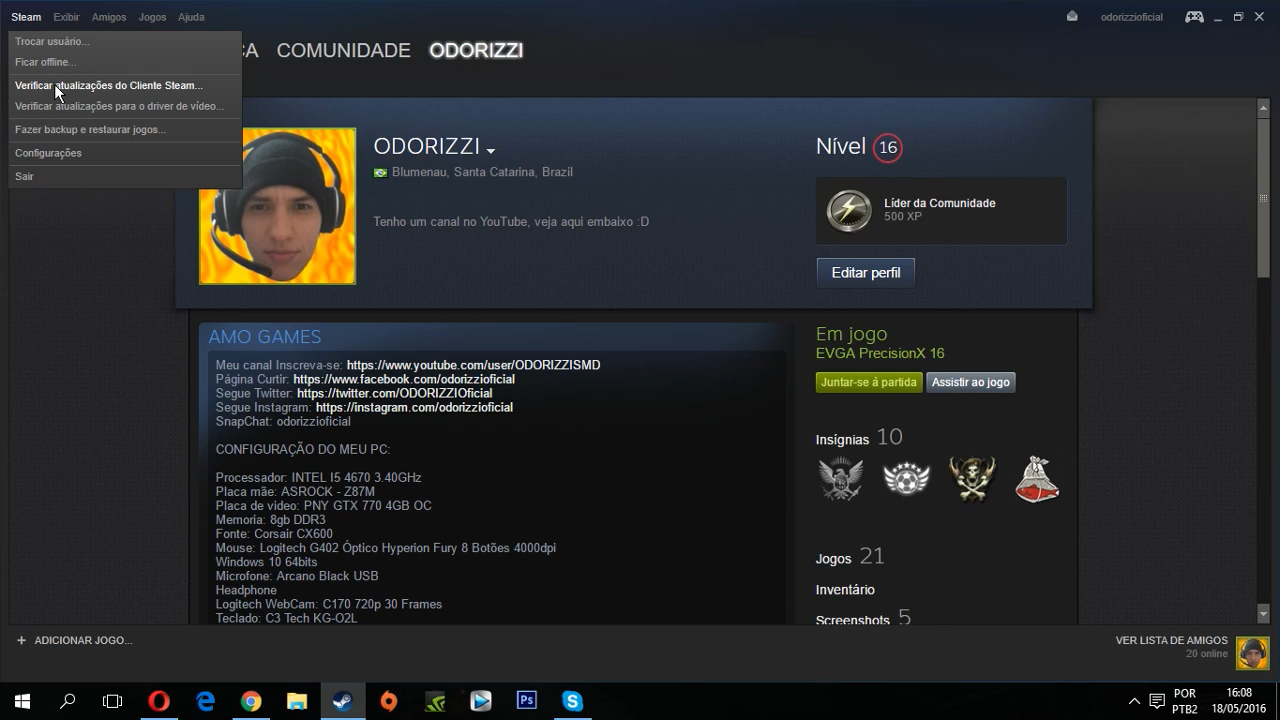 Steam Exibir Amigos Jogos Ajuda odorizzioficial
Trocar usuário...
Ficar offline...
Verificar atualizações do Cliente Steam...
Verificar atualizações para o driver de vídeo...
Fazer backup e restaurar jogos...
Configurações
Sair
CA COMUNIDADE ODORIZZI
ODORIZZI
Blumenau, Santa Catarina, Brazil
Tenho um canal no YouTube, veja aqui embaixo :D
Nível 16
Líder da Comunidade
500 XP
Editar perfil
AMO GAMES
Meu canal Inscreva-se: https://www.youtube.com/user/ODORIZZISMD
Página Curtir: https://www.facebook.com/odorizzioficial
Segue Twitter: https://twitter.com/ODORIZZIOficial
Segue Instagram: https://instagram.com/odorizzioficial
SnapChat: odorizzioficial
CONFIGURAÇÃO DO MEU PC:
Processador: INTEL I5 4670 3.40GHz
Placa mãe: ASROCK - Z87M
Placa de video: PNY GTX 770 4GB OC
Memoria: 8gb DDR3
Fonte: Corsair CX600
Mouse: Logitech G402 Óptico Hyperion Fury 8 Botões 4000dpi
Windows 10 64bits
Microfone: Arcano Black USB
Headphone
Logitech WebCam: C170 720p 30 Frames
Teclado: C3 Tech KG-O2L
Em jogo
EVGA PrecisionX 16
Juntar-se à partida Assistir ao jogo
Insígnias 10
Jogos 21
Inventário
Screenshots 5
+ ADICIONAR JOGO...
VER LISTA DE AMIGOS
20 online
Ps
POR
PTB2
16:08
18/05/2016